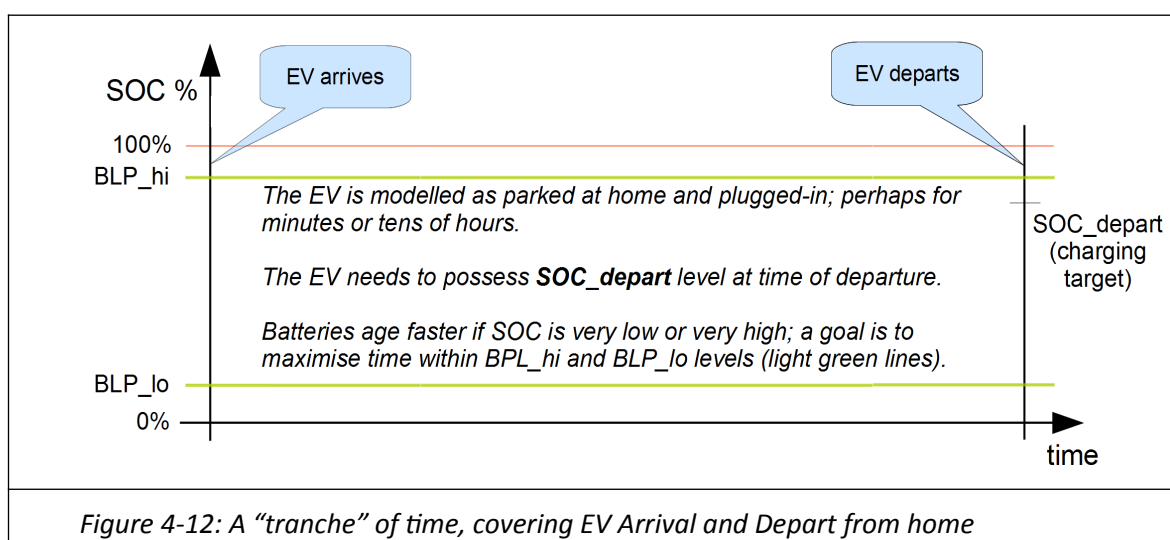 EV arrives
EV departs
SOC %
100%
BLP_hi
The EV is modelled as parked at home and plugged-in; perhaps for
minutes or tens of hours.
SOC_depart
(charging
target)
The EV needs to possess SOC_depart level at time of departure.
Batteries age faster if SOC is very low or very high; a goal is to
maximise time within BPL_hi and BLP_lo levels (light green lines).
BLP_lo
0%
time
Figure 4-12: A “tranche” of time, covering EV Arrival and Depart from home